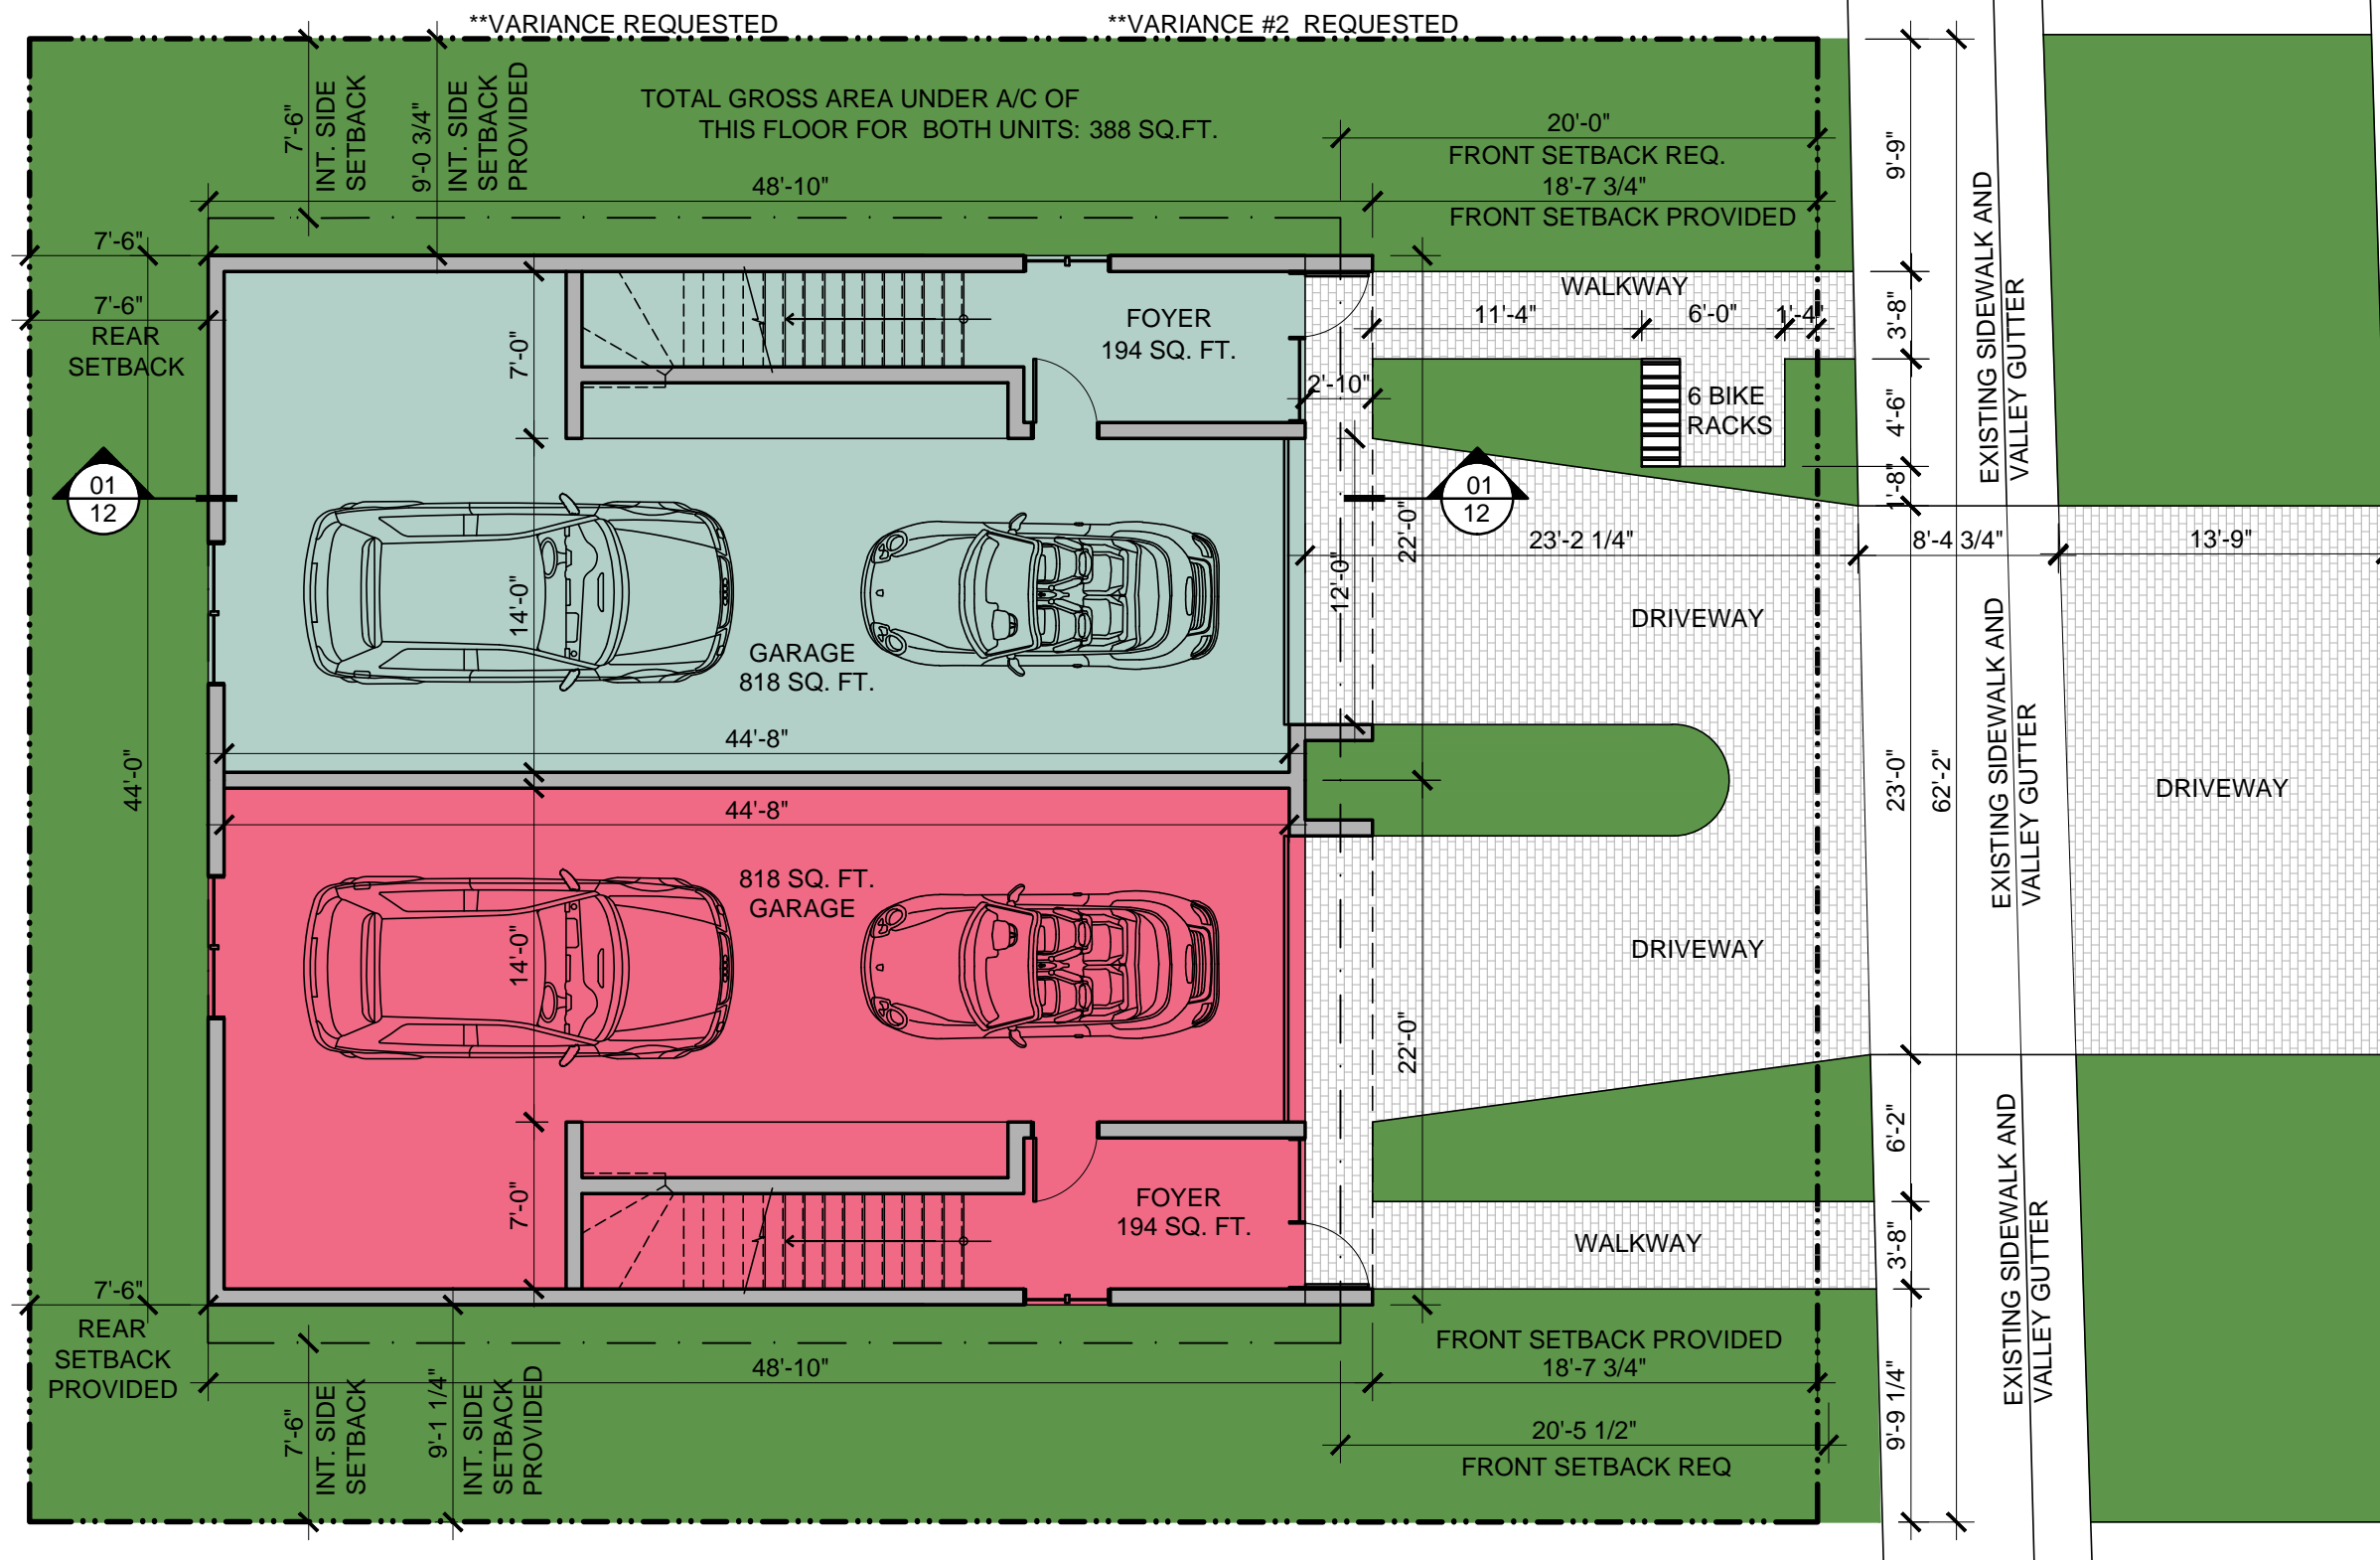 **VARIANCE REQUESTED
**VARIANCE #2  REQUESTED
7'-6"
INT. SIDE
SETBACK
9'-0 3/4"
INT. SIDE
SETBACK
PROVIDED
TOTAL GROSS AREA UNDER A/C OF
THIS FLOOR FOR  BOTH UNITS: 388 SQ.FT.
20'-0"
FRONT SETBACK REQ.
48'-10"
18'-7 3/4"
FRONT SETBACK PROVIDED
9'-9"
7'-6"
7'-6"
REAR
SETBACK
7'-0"
FOYER
194 SQ. FT.
WALKWAY
11'-4"
6'-0"
1'-4"
3'-8"
2'-10"
6 BIKE
RACKS
4'-6"
1'-8"
EXISTING SIDEWALK AND
VALLEY GUTTER
01
12
01
12
22'-0"
12'-0"
23'-2 1/4"
8'-4 3/4"
13'-9"
14'-0"
DRIVEWAY
GARAGE
818 SQ. FT.
44'-8"
44'-0"
23'-0"
62'-2"
EXISTING SIDEWALK AND
VALLEY GUTTER
DRIVEWAY
44'-8"
818 SQ. FT.
GARAGE
14'-0"
DRIVEWAY
22'-0"
6'-2"
7'-0"
FOYER
194 SQ. FT.
WALKWAY
3'-8"
EXISTING SIDEWALK AND
VALLEY GUTTER
7'-6"
REAR
SETBACK
PROVIDED
48'-10"
FRONT SETBACK PROVIDED
18'-7 3/4"
7'-6"
INT. SIDE
SETBACK
9'-1 1/4"
INT. SIDE
SETBACK
PROVIDED
20'-5 1/2"
FRONT SETBACK REQ
9'-9 1/4"